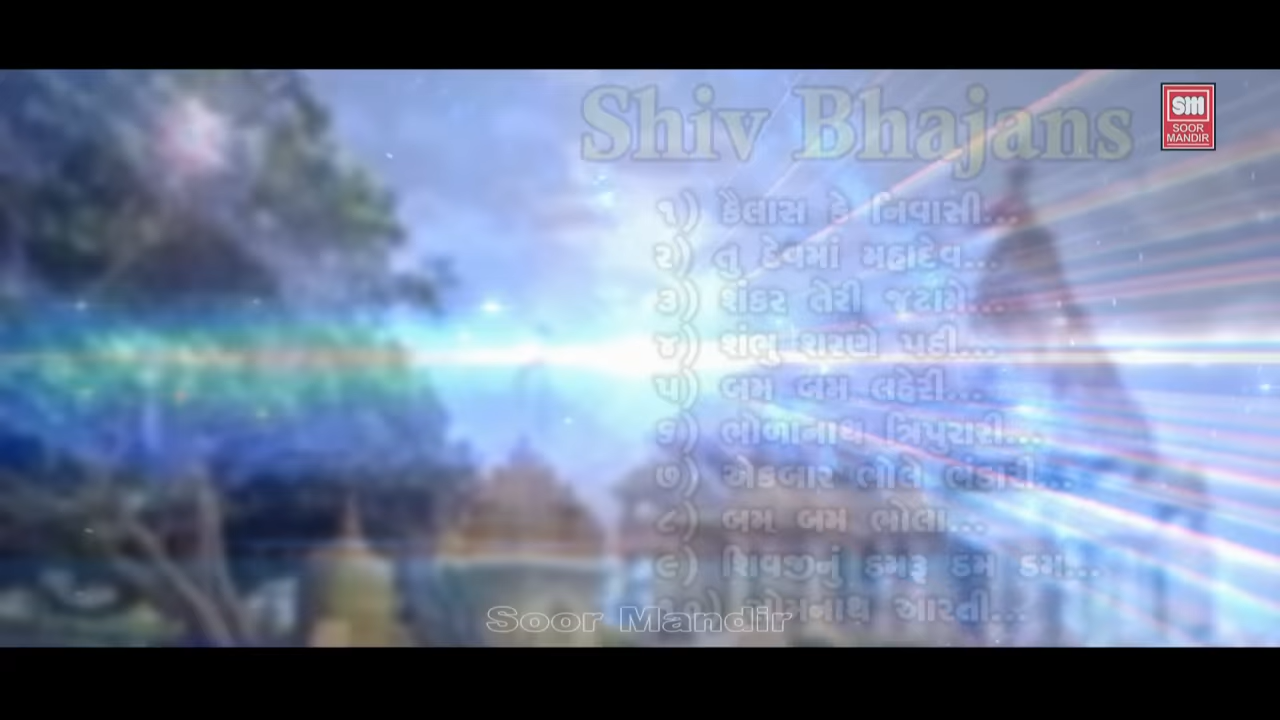 Shiv Bhajans
SM
SOOR
MANDIR
૧) કૈલાસ કે નિવાસી...
૨) તુ દેવમાં મહાદેવ...
૩) શંકર તેરી જટામેં...
૪) શંભુ શરણે પડી...
૫) બમ બમ લહેરી...
૬) ભોળાનાથ ત્રિપુરારી...
૭) એકબાર ભોલે ભંડારી...
૮) બમ બમ ભોલા...
૯) શિવજીનું ડમરૂ ડમ ડમ...
સોમનાથ આરતી...
Soor Mandir